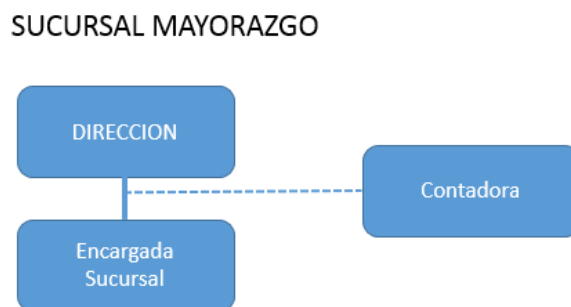 SUCURSAL MAYORAZGO
DIRECCION
Contadora
Encargada
Sucursal